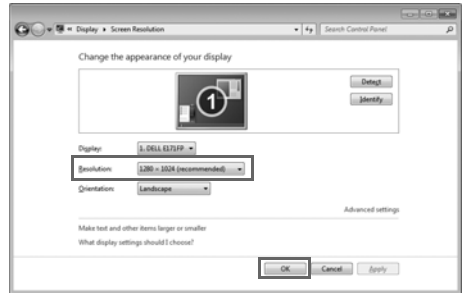 « Display ▸ Screen Resolution
Search Control Panel
Change the appearance of your display
1
Detect
Identify
Display: 1. DELL E171FP
Resolution: 1280 × 1024 (recommended)
Orientation: Landscape
Advanced settings
Make text and other items larger or smaller
What display settings should I choose?
OK Cancel Apply